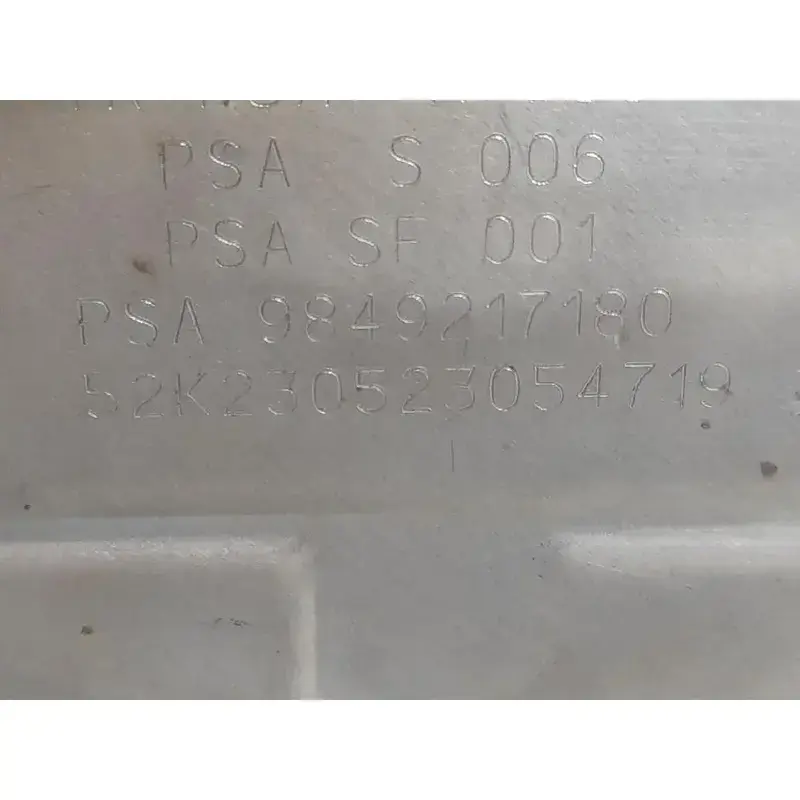 PSA S 006
PSA SF 001
PSA 9849217180
52K230523054719